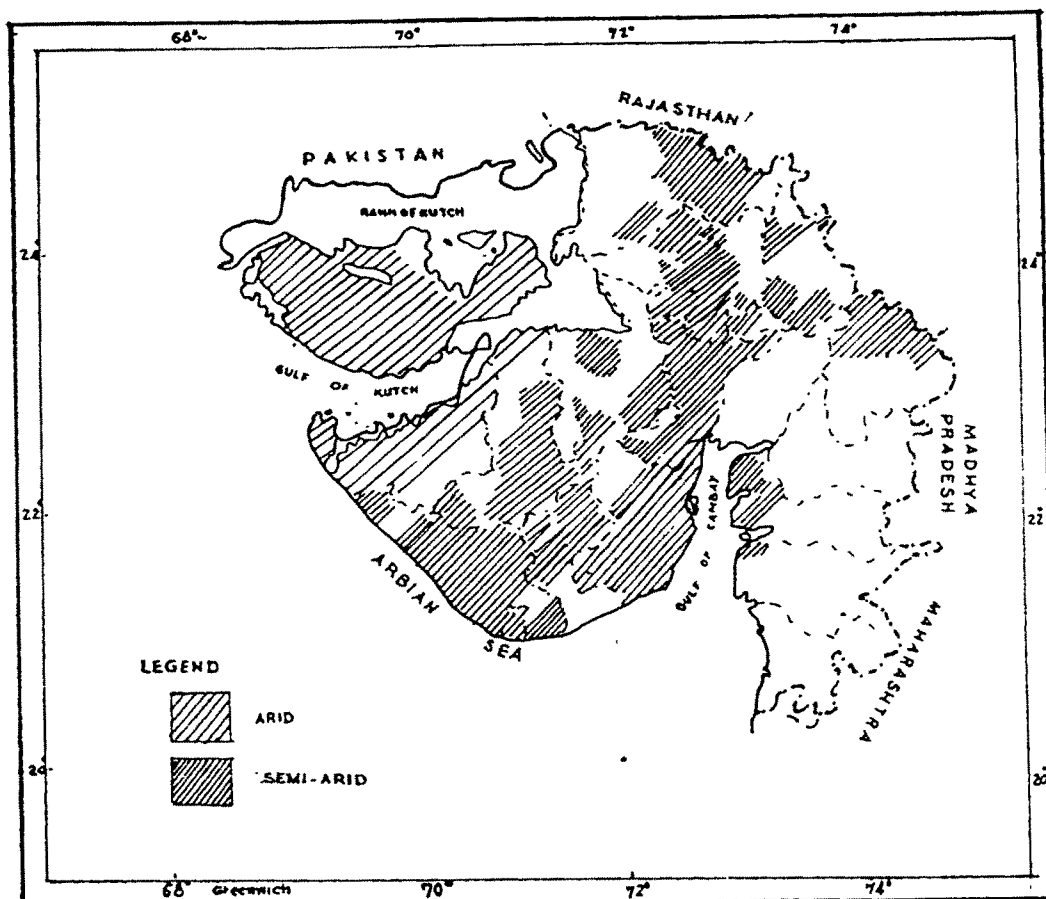 68°
70°
72°
74°
RAJASTHAN
PAKISTAN
RANN OF KUTCH
24°
24°
GULF OF KUTCH
MADHYA PRADESH
GULF OF CAMBAY
22°
22°
ARBIAN SEA
MAHARASHTRA
LEGEND
ARID
SEMI-ARID
20°
20°
68°
Greenwich
70°
72°
74°